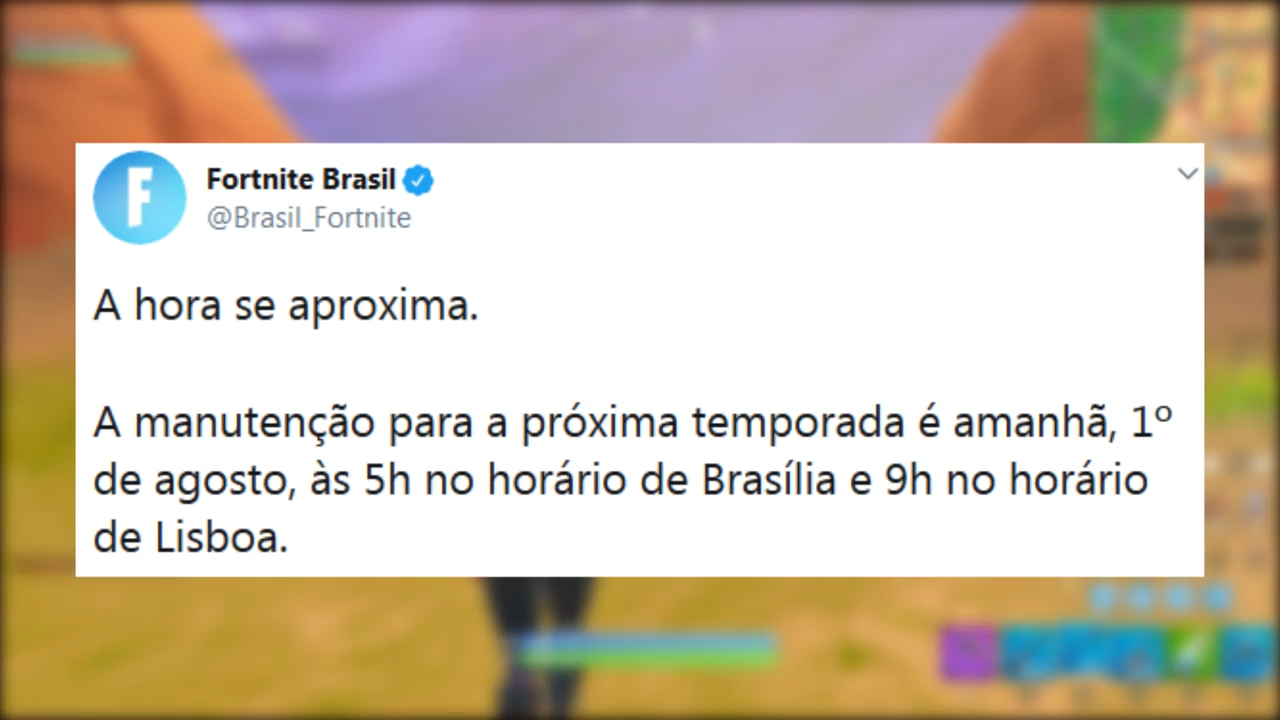 Fortnite Brasil
@Brasil_Fortnite
A hora se aproxima.
A manutenção para a próxima temporada é amanhã, 1º
de agosto, às 5h no horário de Brasília e 9h no horário
de Lisboa.